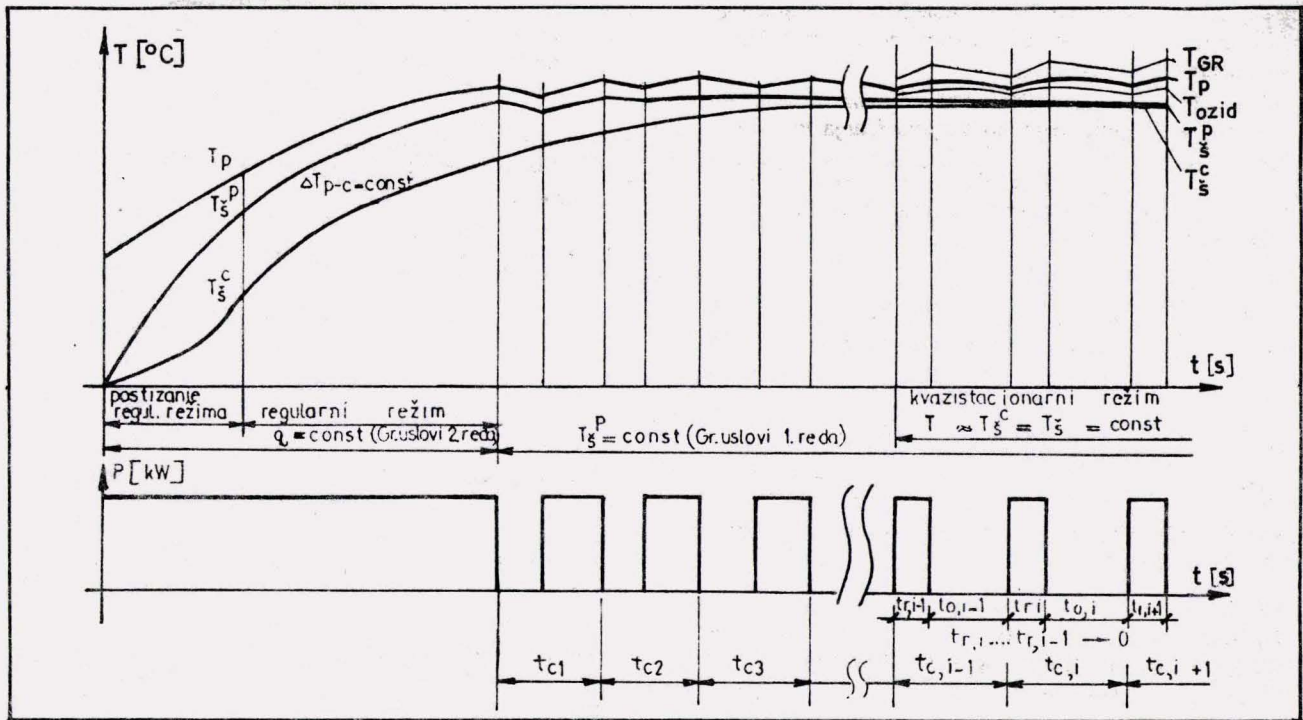 T [°C]
T_GR
T_p
T_ozid
T_š^p
T_š^c
T_p
T_š^p
ΔT_p-c=const
T_š^c
t [s]
postizanje
regul. režima
regularni režim
q = const (Gr.uslovi 2.reda)
T_š^p = const (Gr.uslovi 1.reda)
kvazistacionarni režim
T ≈ T_š^c = T_š = const
P [kW]
t [s]
t_r,i-1 t_o,i-1 t_r i t_o,i t_r,i+1
t_r,i .... t_r,i-1 → 0
t_c1 t_c2 t_c3 t_c,i-1 t_c,i t_c,i+1